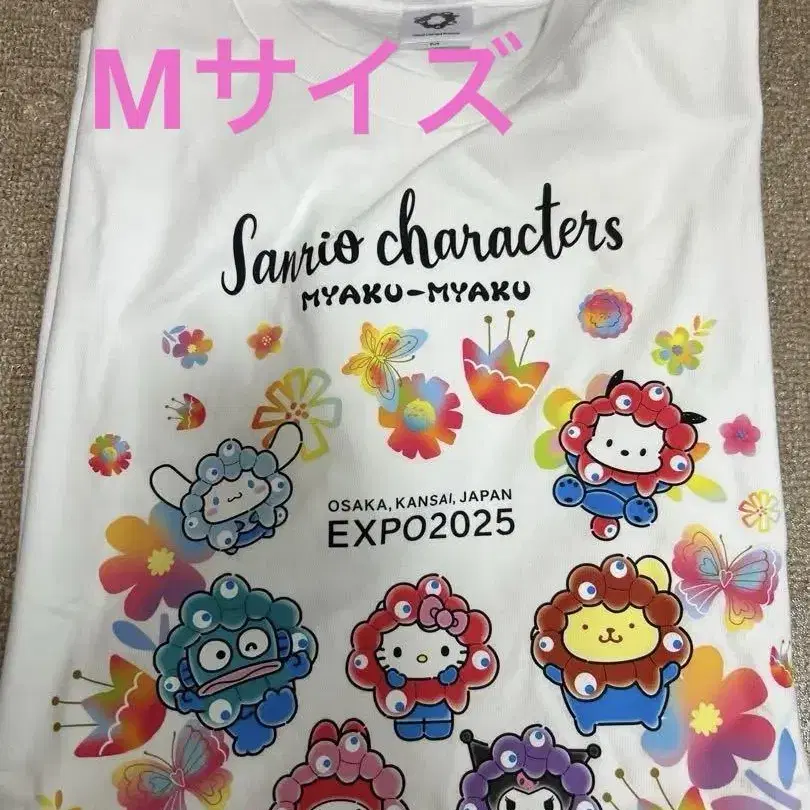 Mサイズ
Sanrio characters
MYAKU-MYAKU
OSAKA, KANSAI, JAPAN
EXPO2025